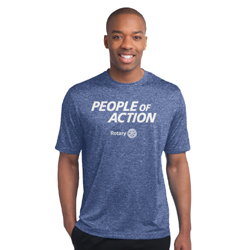 PEOPLE OF
ACTION
Rotary